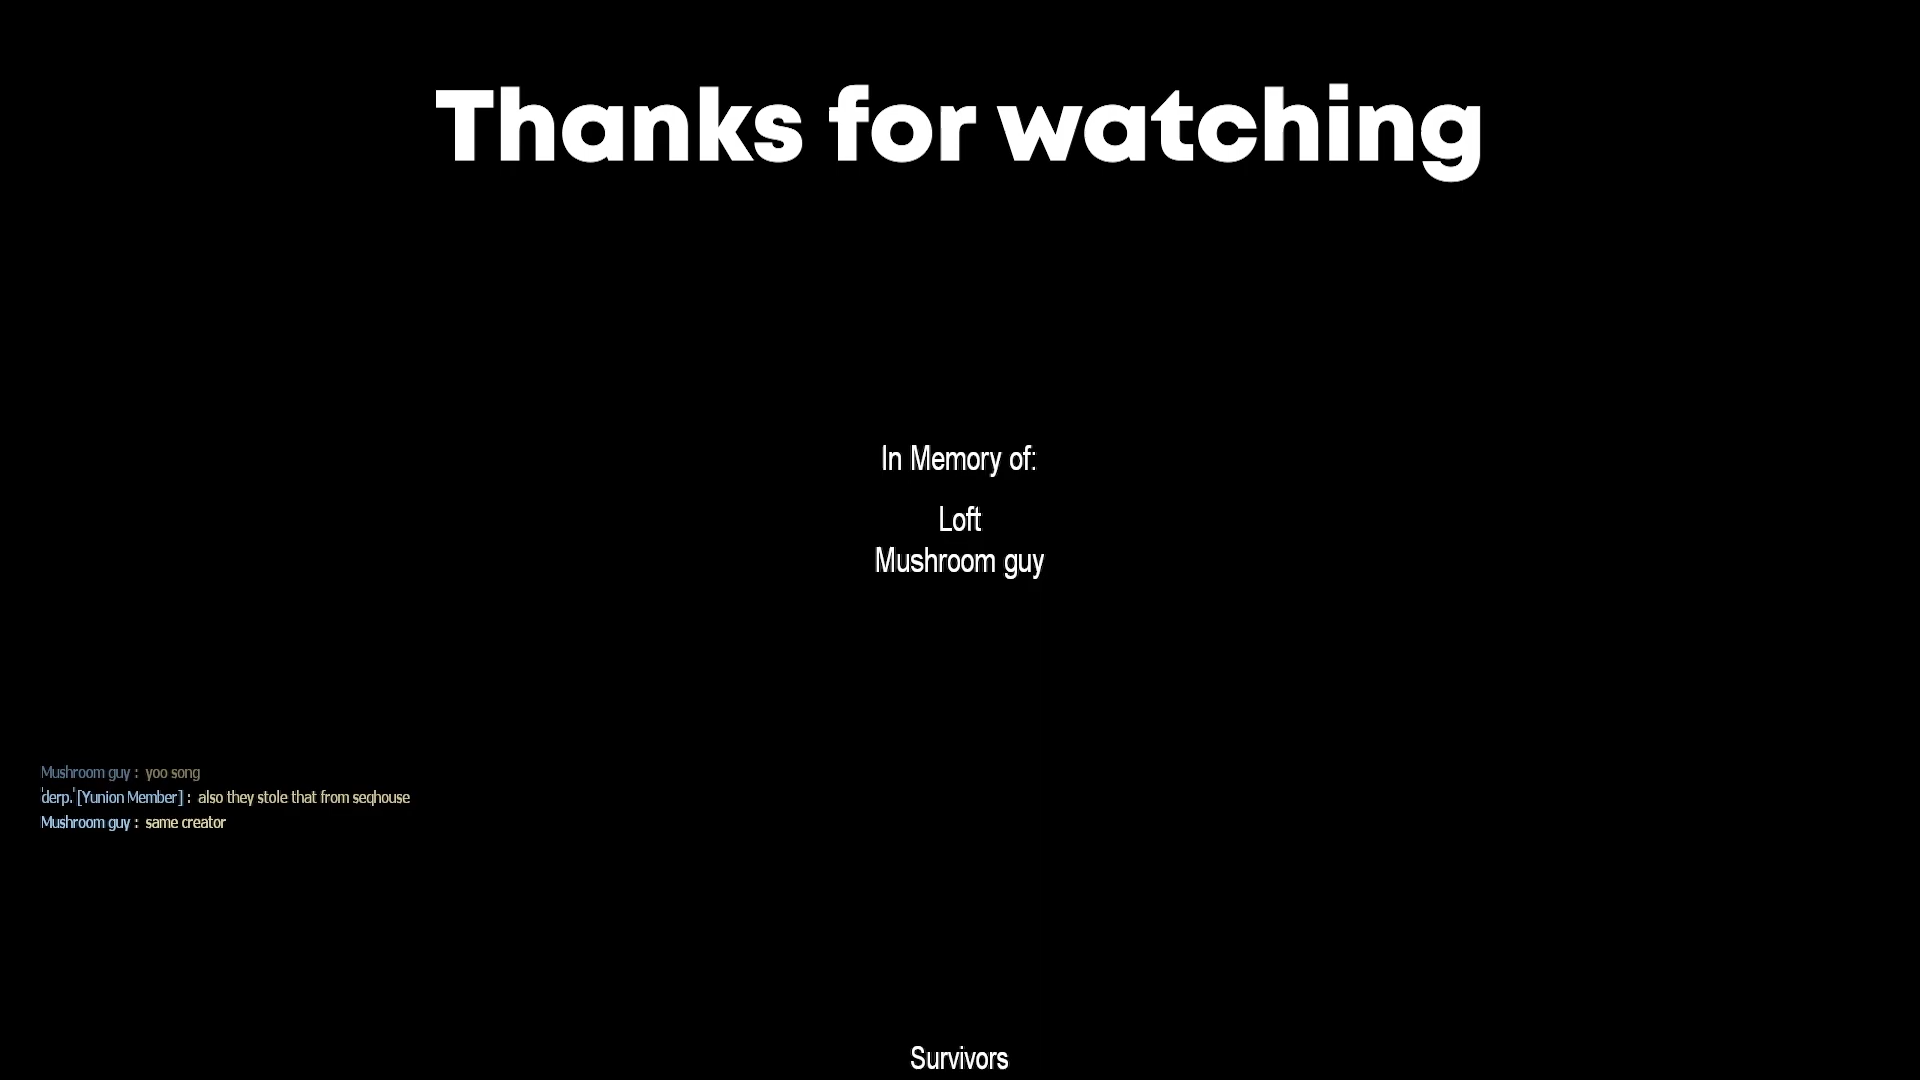 Thanks for watching
In Memory of:
Loft
Mushroom guy
Mushroom guy : yoo song
'derp.' [Yunion Member] : also they stole that from seqhouse
Mushroom guy : same creator
Survivors